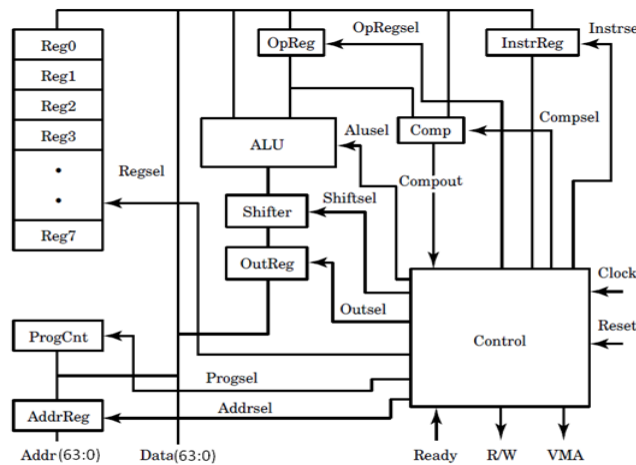 Reg0
OpReg
OpRegsel
InstrReg
Instrse
Reg1
Reg2
Reg3
Regsel
ALU
Alusel
Comp
Compsel
Compout
Shifter
Shiftsel
Reg7
OutReg
Outsel
Clock
Reset
Control
ProgCnt
Progsel
AddrReg
Addrsel
Addr(63:0)
Data(63:0)
Ready
R/W
VMA